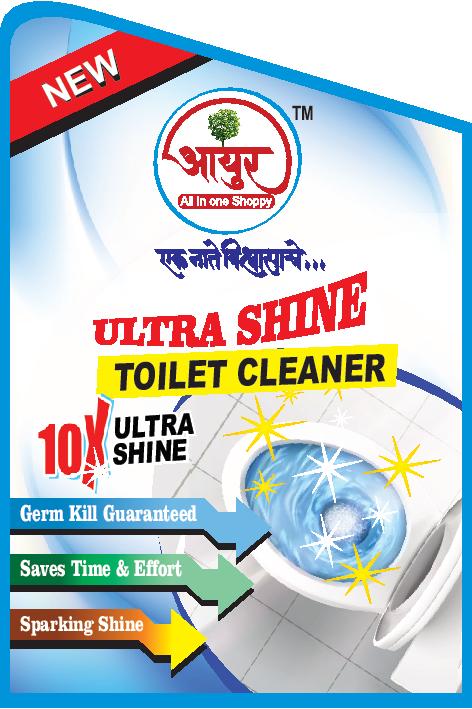 NEW
TM
आयुर
All in one Shoppy
एक नाते विश्वासाचे...
ULTRA SHINE
TOILET CLEANER
10X ULTRA
SHINE
Germ Kill Guaranteed
Saves Time & Effort
Sparking Shine